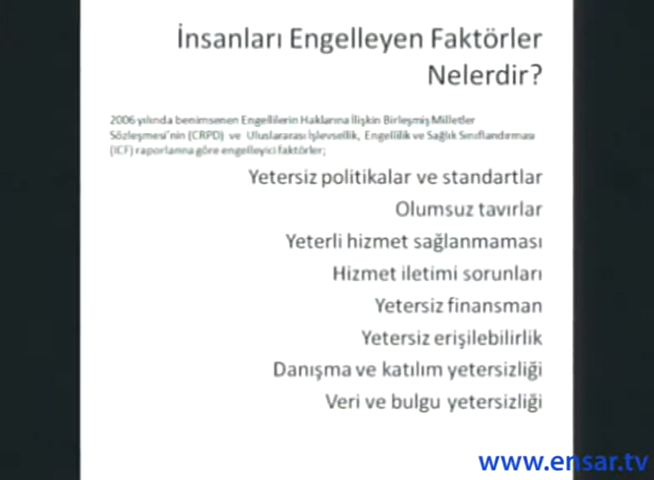 İnsanları Engelleyen Faktörler
Nelerdir?
2006 yılında benimsenen Engellilerin Haklarına İlişkin Birleşmiş Milletler
Sözleşmesi'nin (CRPD) ve Uluslararası İşlevsellik, Engellilik ve Sağlık Sınıflandırması
(ICF) raporlarına göre engelleyici faktörler;
Yetersiz politikalar ve standartlar
Olumsuz tavırlar
Yeterli hizmet sağlanmaması
Hizmet iletimi sorunları
Yetersiz finansman
Yetersiz erişilebilirlik
Danışma ve katılım yetersizliği
Veri ve bulgu yetersizliği
www.ensar.tv